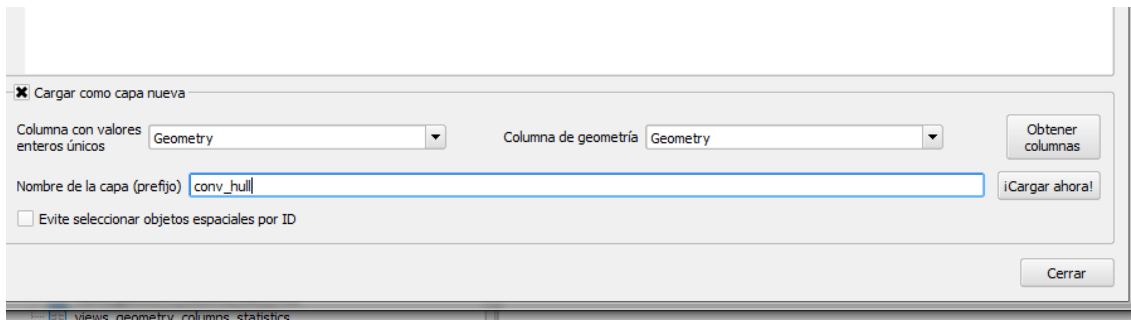 Cargar como capa nueva
Columna con valores
enteros únicos
Geometry
Columna de geometría
Geometry
Obtener
columnas
Nombre de la capa (prefijo)
conv_hull
¡Cargar ahora!
Evite seleccionar objetos espaciales por ID
Cerrar
views_geometry_columns_statistics